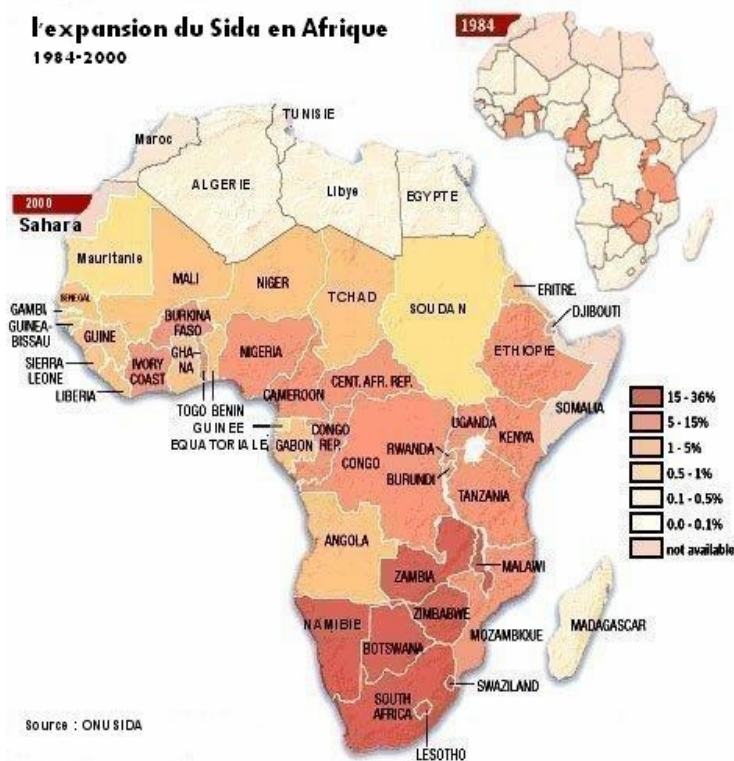 l'expansion du Sida en Afrique
1984-2000
1984
TUNISIE
Maroc
ALGERIE
Libye
EGYPTE
2000
Sahara
Mauritanie
MALI
NIGER
TCHAD
SOUDAN
ERITRE.
DJIBOUTI
SENEGAL
GAMBI.
GUINEA-
BISSAU
GUINE
BURKINA
FASO
SIERRA
LEONE
LIBERIA
IVORY
COAST
GHA-
NA
NIGERIA
ETHIOPIE
SOMALIA
CENT. AFR. REP.
CAMEROON
TOGO BENIN
GUINEE
EQUATORIALE
GABON
CONGO
REP.
CONGO
UGANDA
KENYA
RWANDA
BURUNDI
TANZANIA
15 - 36%
5 - 15%
1 - 5%
0.5 - 1%
0.1 - 0.5%
0.0 - 0.1%
not available
ANGOLA
ZAMBIA
MALAWI
ZIMBABWE
MOZAMBIQUE
MADAGASCAR
NAMIBIE
BOTSWANA
SWAZILAND
SOUTH
AFRICA
LESOTHO
Source : ONUSIDA